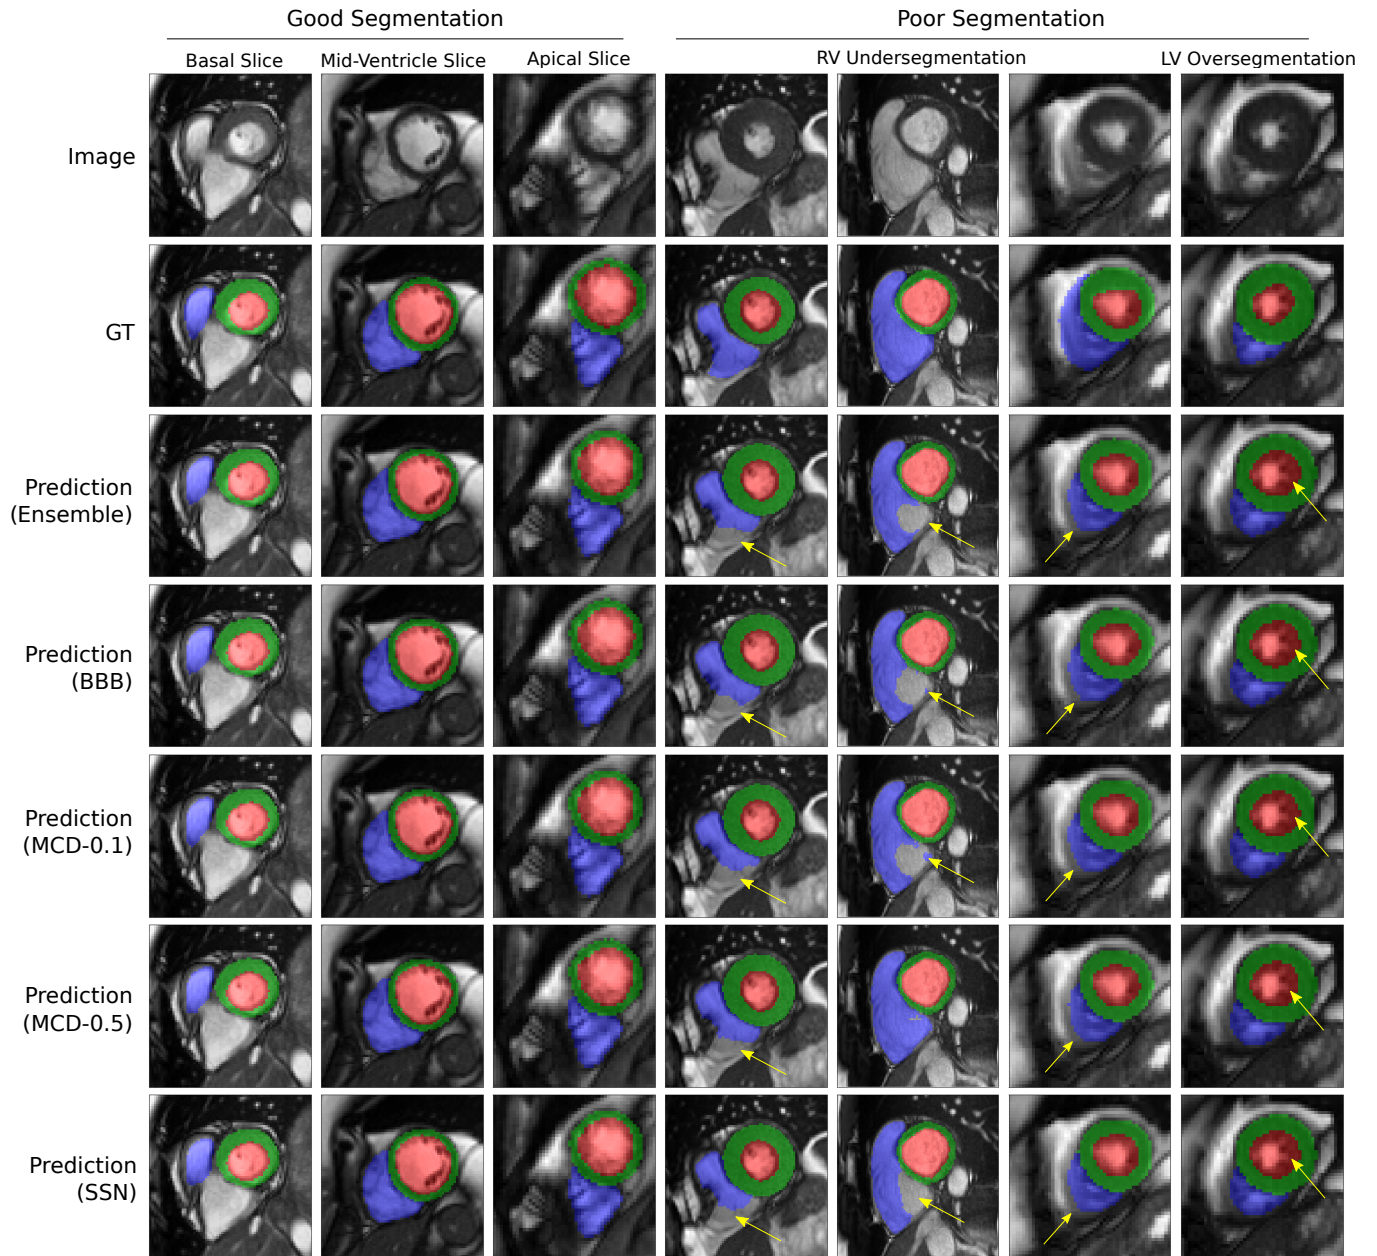 Good Segmentation
Poor Segmentation
Basal Slice
Mid-Ventricle Slice
Apical Slice
RV Undersegmentation
LV Oversegmentation
Image
GT
Prediction
(Ensemble)
Prediction
(BBB)
Prediction
(MCD-0.1)
Prediction
(MCD-0.5)
Prediction
(SSN)